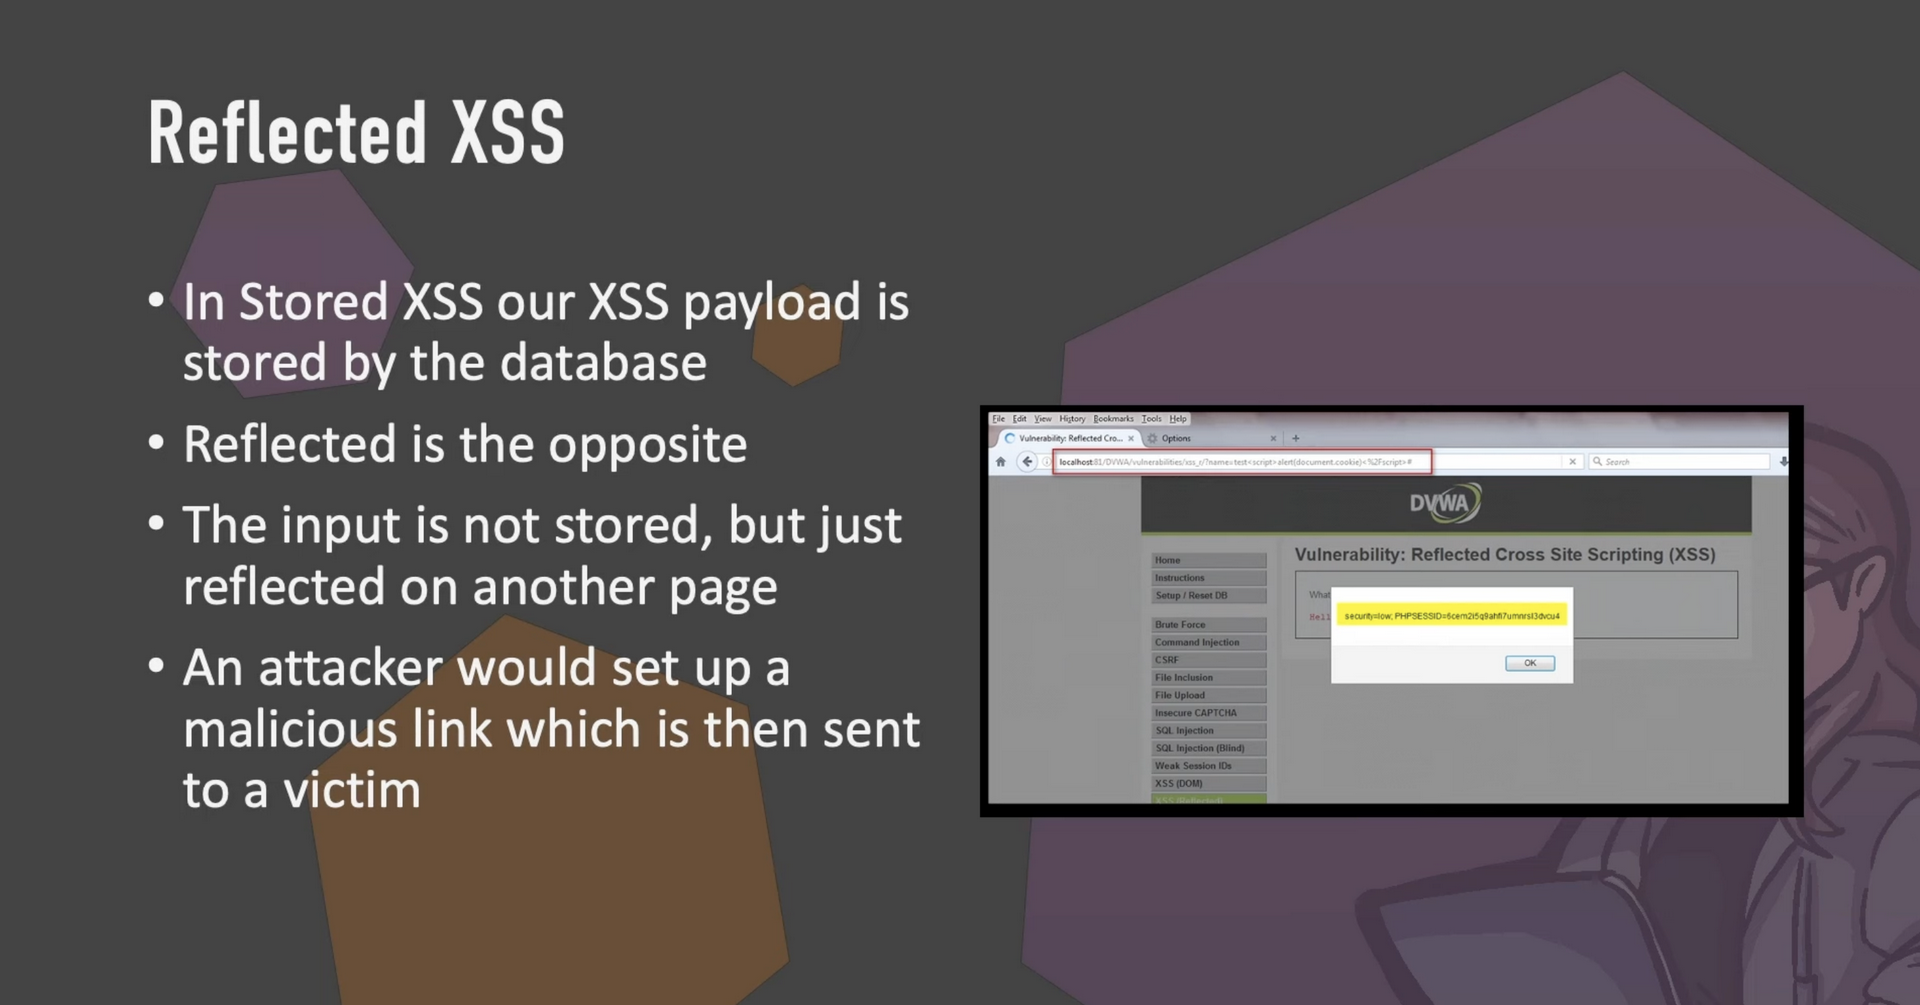 Reflected XSS
• In Stored XSS our XSS payload is
stored by the database
• Reflected is the opposite
• The input is not stored, but just
reflected on another page
• An attacker would set up a
malicious link which is then sent
to a victim
File Edit View History Bookmarks Tools Help
Vulnerability: Reflected Cro... × Options × +
localhost:81/DVWA/vulnerabilities/xss_r/?name=test<script>alert(document.cookie)<%2Fscript>#
Search
DVWA
Vulnerability: Reflected Cross Site Scripting (XSS)
Home
Instructions
Setup / Reset DB
Brute Force
Command Injection
CSRF
File Inclusion
File Upload
Insecure CAPTCHA
SQL Injection
SQL Injection (Blind)
Weak Session IDs
XSS (DOM)
XSS (Reflected)
What
Hell
security=low;
OK